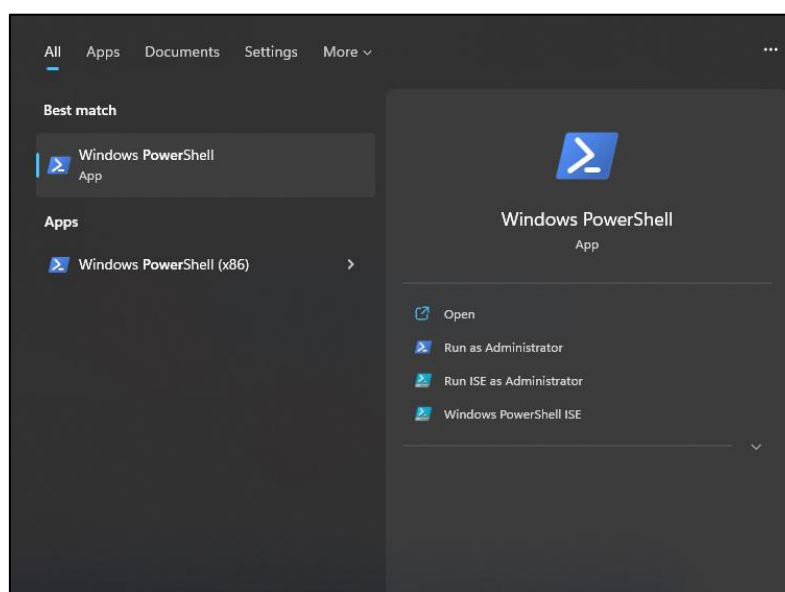 All Apps Documents Settings More
Best match
Windows PowerShell
App
Apps
Windows PowerShell (x86)
Windows PowerShell
App
Open
Run as Administrator
Run ISE as Administrator
Windows PowerShell ISE